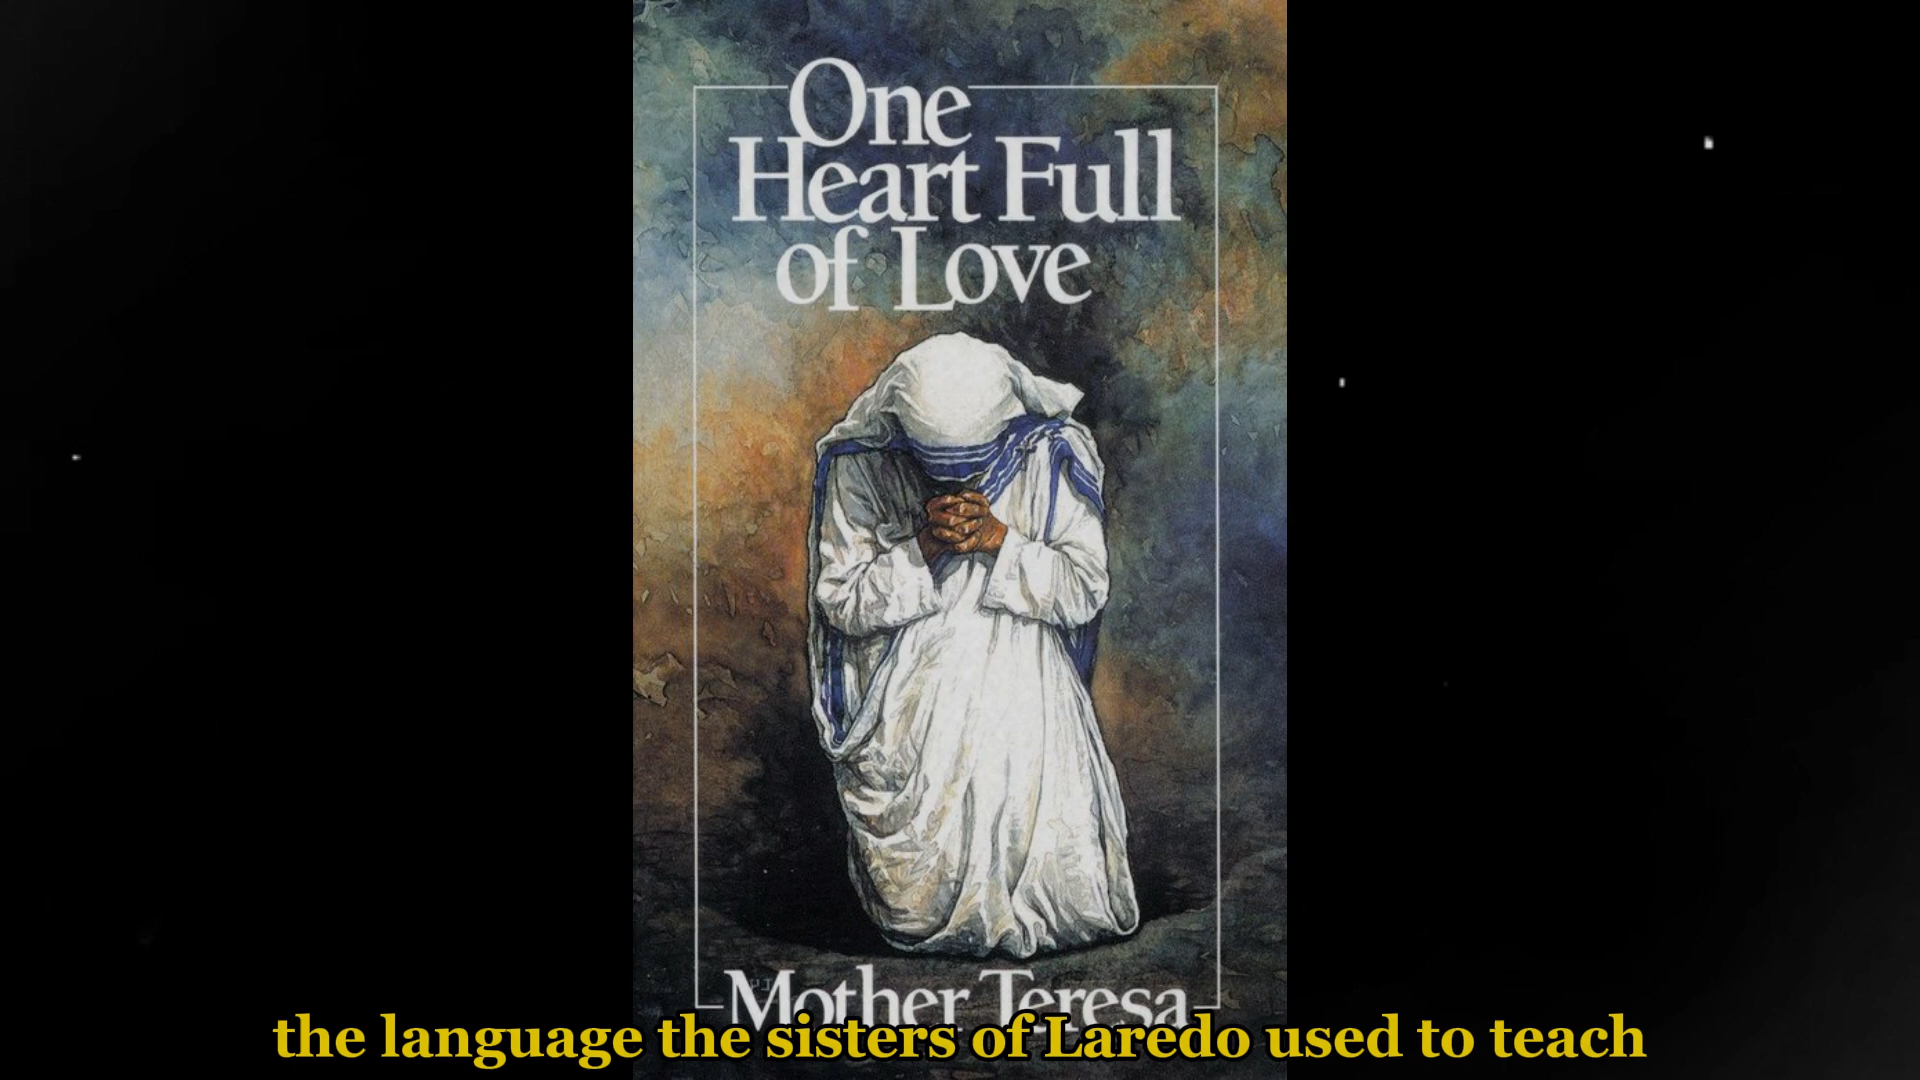 One
Heart Full
of Love
Mother Teresa
the language the sisters of Laredo used to teach